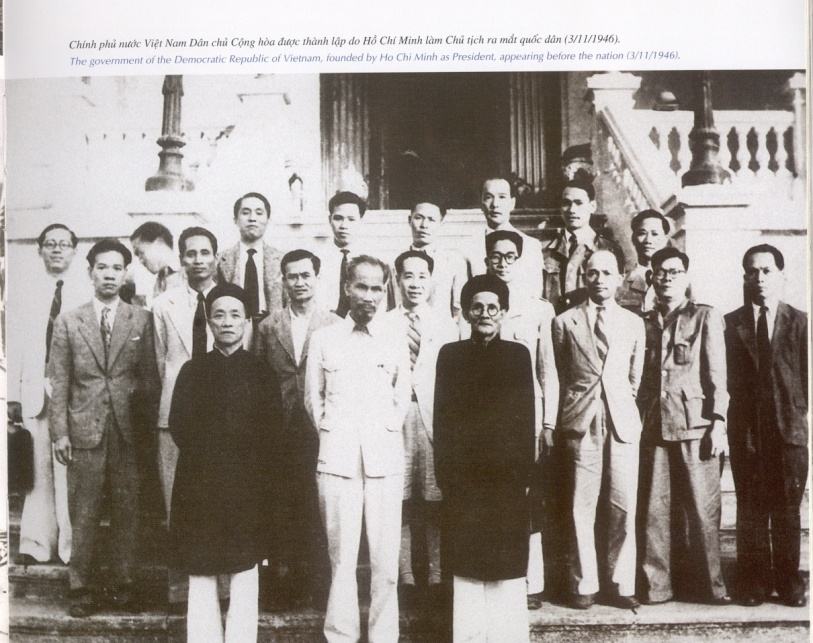 Chính phủ nước Việt Nam Dân chủ Cộng hòa được thành lập do Hồ Chí Minh làm Chủ tịch ra mắt quốc dân (3/11/1946).
The government of the Democratic Republic of Vietnam, founded by Ho Chi Minh as President, appearing before the nation (3/11/1946).